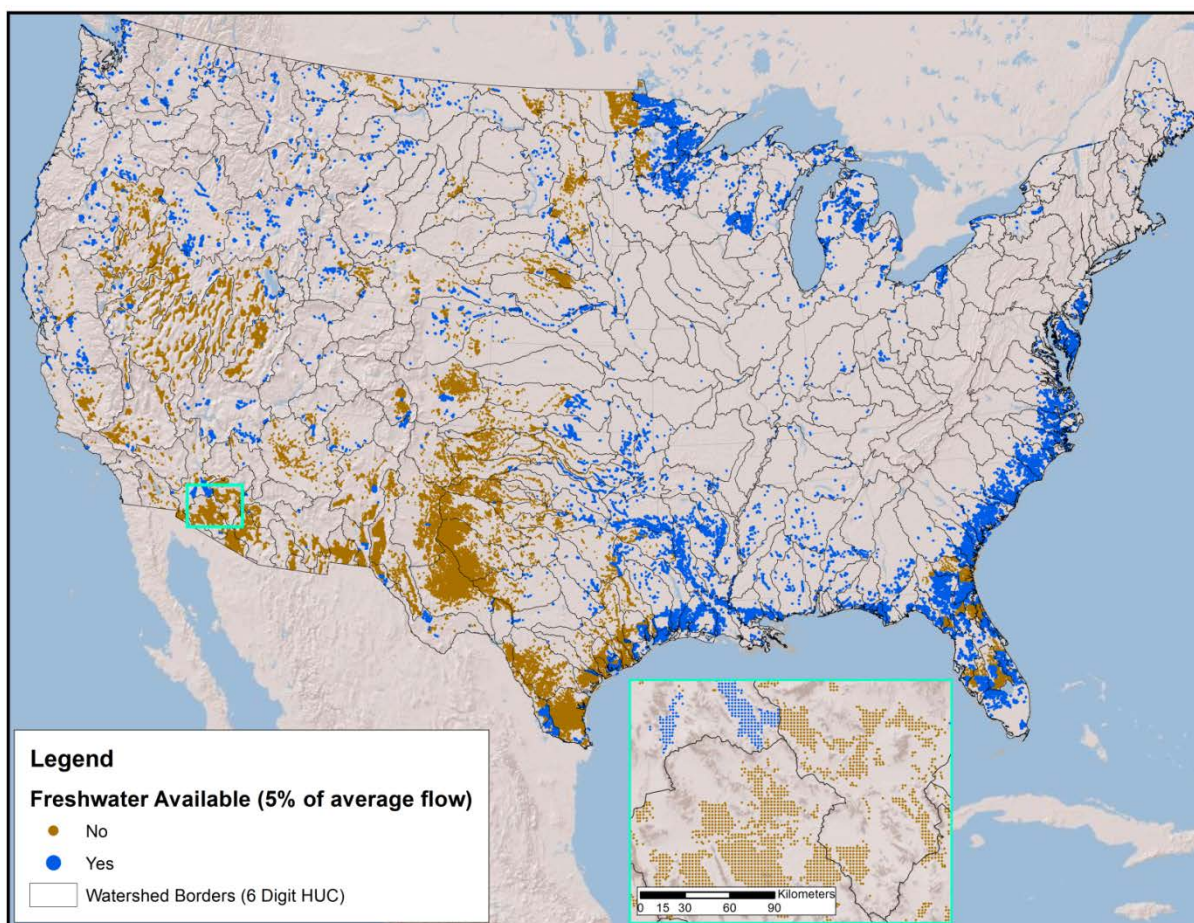 Legend
Freshwater Available (5% of average flow)
No
Yes
Watershed Borders (6 Digit HUC)
Kilometers
0 15 30 60 90